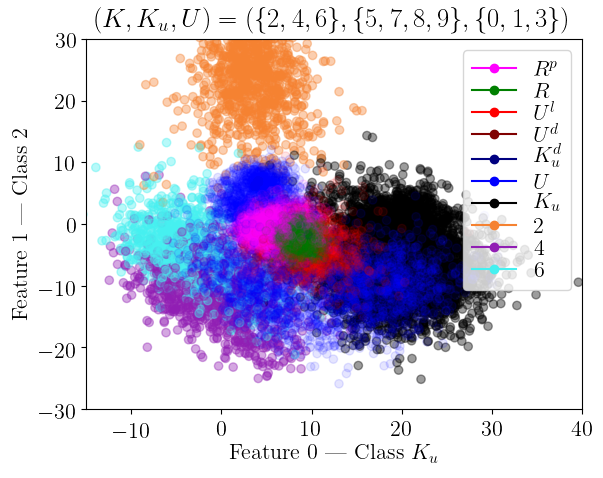 (K, K_u, U) = ({2, 4, 6}, {5, 7, 8, 9}, {0, 1, 3})
30
20
10
0
−10
−20
−30
Feature 1 — Class 2
R^p
R
U^l
U^d
K_u^d
U
K_u
2
4
6
−10
0
10
20
30
40
Feature 0 — Class K_u